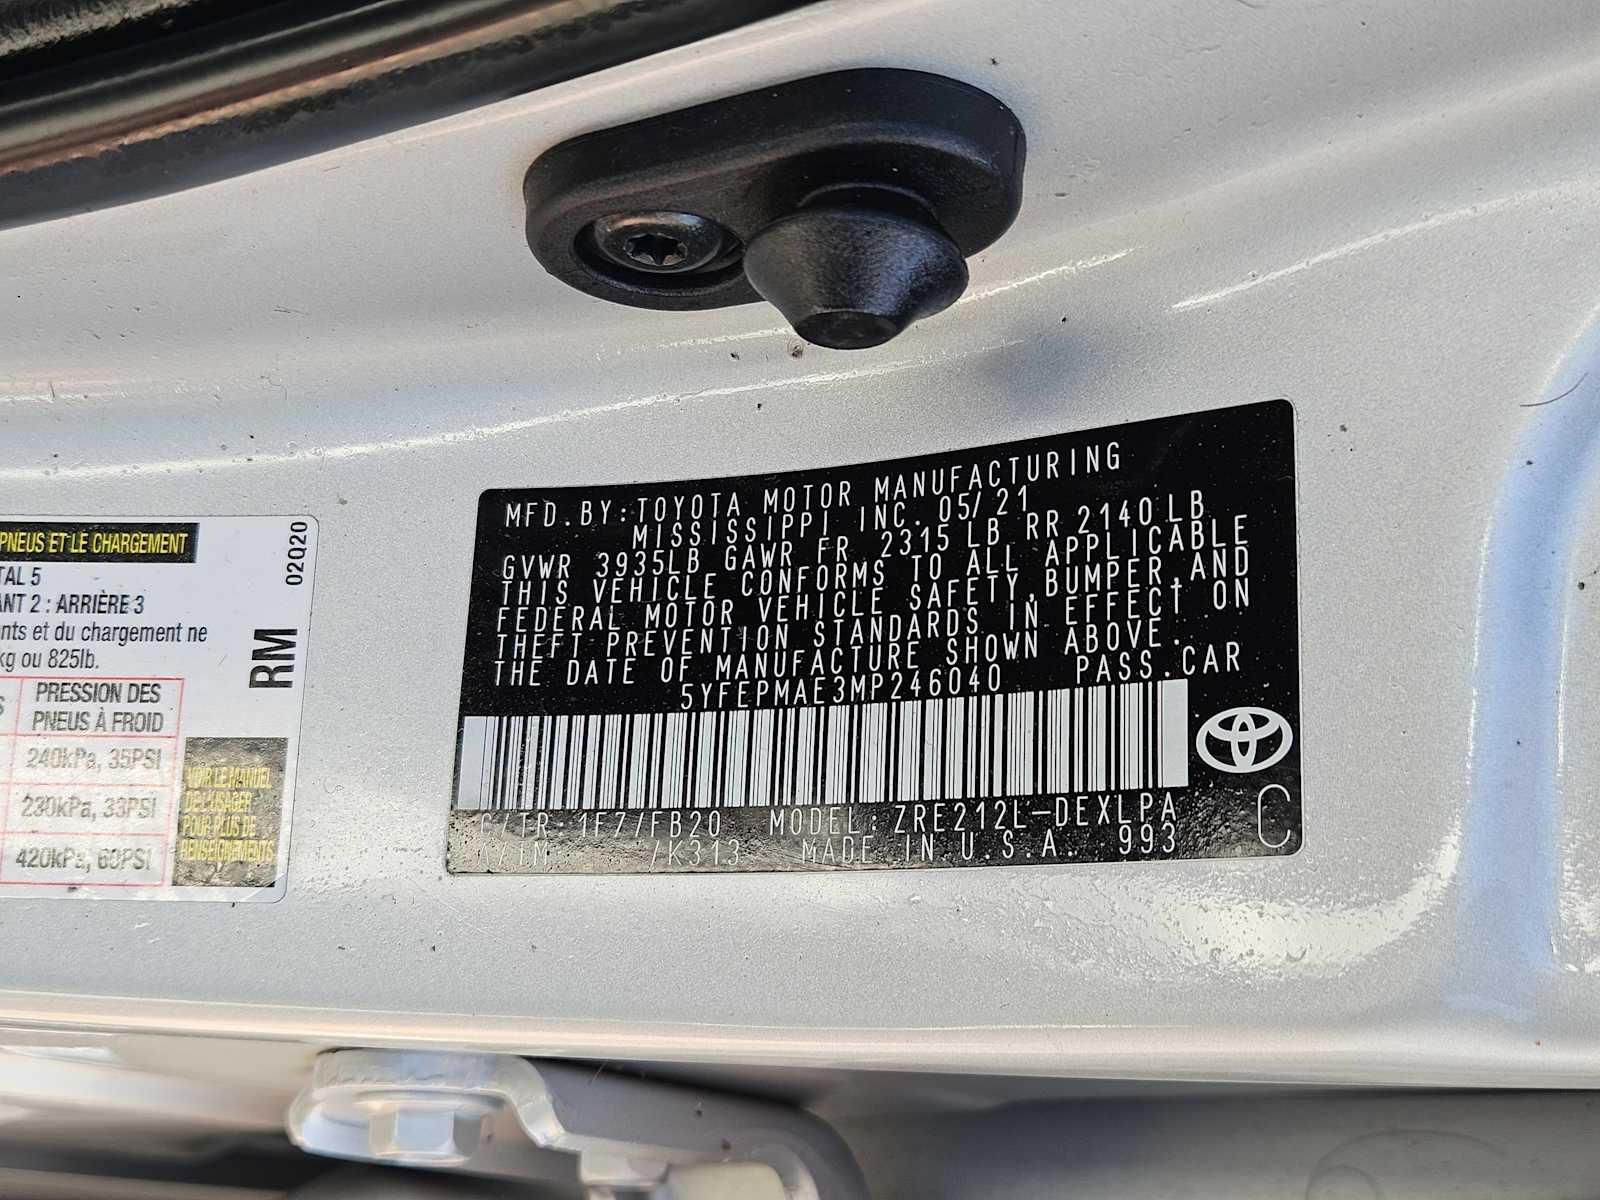 PNEUS ET LE CHARGEMENT
TAL 5
ANT 2 : ARRIÈRE 3
nts et du chargement ne
kg ou 825lb.
PRESSION DES
PNEUS À FROID
240kPa, 35PSI
230kPa, 33PSI
420kPa, 60PSI
02Q20
RM
VOIR LE MANUEL
DE L'USAGER
POUR PLUS DE
RENSEIGNEMENTS
MFD.BY:TOYOTA MOTOR MANUFACTURING
MISSISSIPPI INC. 05/21
GVWR 3935LB GAWR FR 2315 LB RR 2140 LB
THIS VEHICLE CONFORMS TO ALL APPLICABLE
FEDERAL MOTOR VEHICLE SAFETY,BUMPER,AND
THEFT PREVENTION STANDARDS IN EFFECT ON
THE DATE OF MANUFACTURE SHOWN ABOVE.
5YFEPMAE3MP246040 PASS.CAR
C/TR:1F7/FB20 MODEL:ZRE212L-DEXLPA
A/TM /K313 MADE IN U.S.A. 993
C